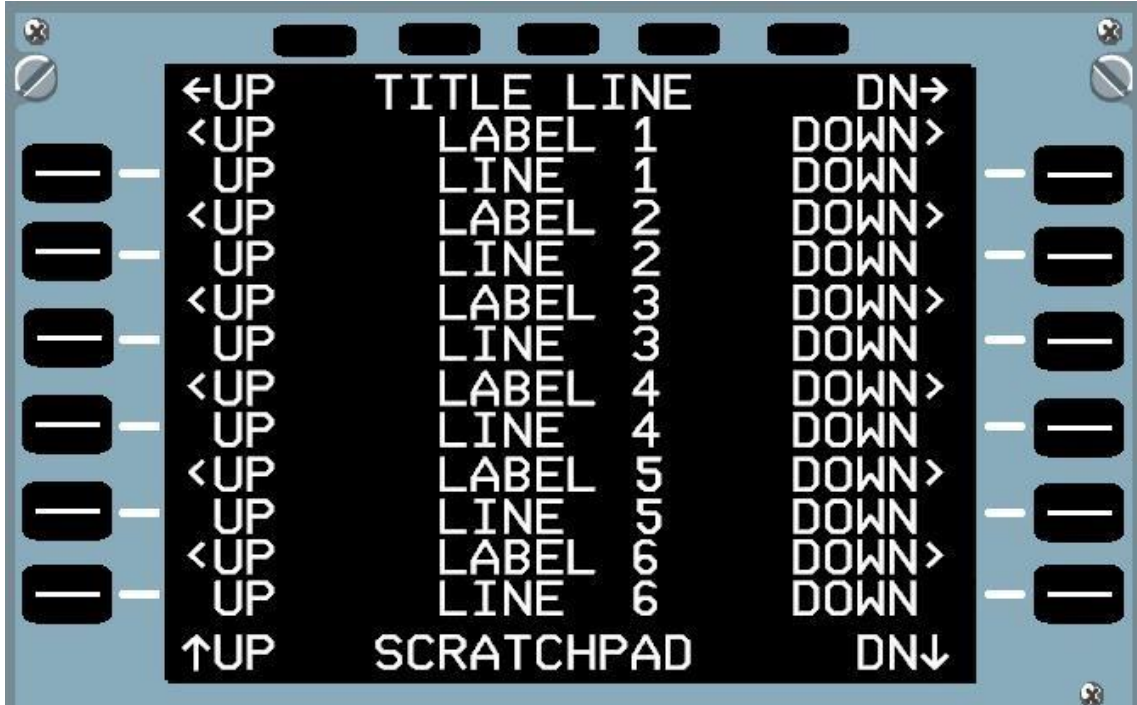 ←UP TITLE LINE DN→
<UP LABEL 1 DOWN>
UP LINE 1 DOWN
<UP LABEL 2 DOWN>
UP LINE 2 DOWN
<UP LABEL 3 DOWN>
UP LINE 3 DOWN
<UP LABEL 4 DOWN>
UP LINE 4 DOWN
<UP LABEL 5 DOWN>
UP LINE 5 DOWN
<UP LABEL 6 DOWN>
UP LINE 6 DOWN
↑UP SCRATCHPAD DN↓